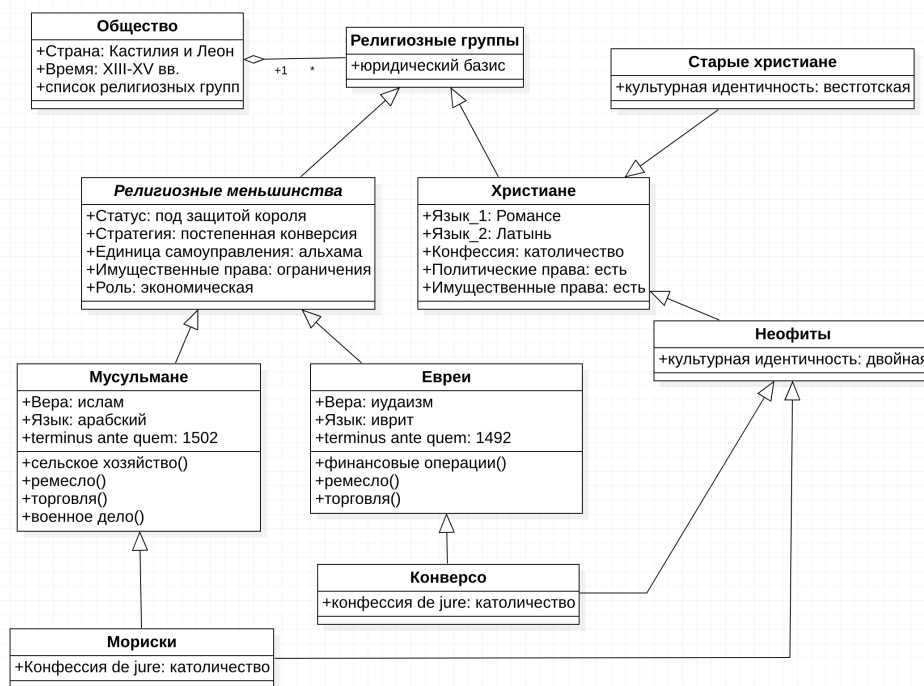 Общество
+Страна: Кастилия и Леон
+Время: XIII-XV вв.
+список религиозных групп
+1
*
Религиозные группы
+юридический базис
Старые христиане
+культурная идентичность: вестготская
Религиозные меньшинства
+Статус: под защитой короля
+Стратегия: постепенная конверсия
+Единица самоуправления: альхама
+Имущественные права: ограничения
+Роль: экономическая
Христиане
+Язык_1: Романсе
+Язык_2: Латынь
+Конфессия: католичество
+Политические права: есть
+Имущественные права: есть
Неофиты
+культурная идентичность: двойная
Мусульмане
+Вера: ислам
+Язык: арабский
+terminus ante quem: 1502
+сельское хозяйство()
+ремесло()
+торговля()
+военное дело()
Евреи
+Вера: иудаизм
+Язык: иврит
+terminus ante quem: 1492
+финансовые операции()
+ремесло()
+торговля()
Конверсо
+конфессия de jure: католичество
Мориски
+Конфессия de jure: католичество